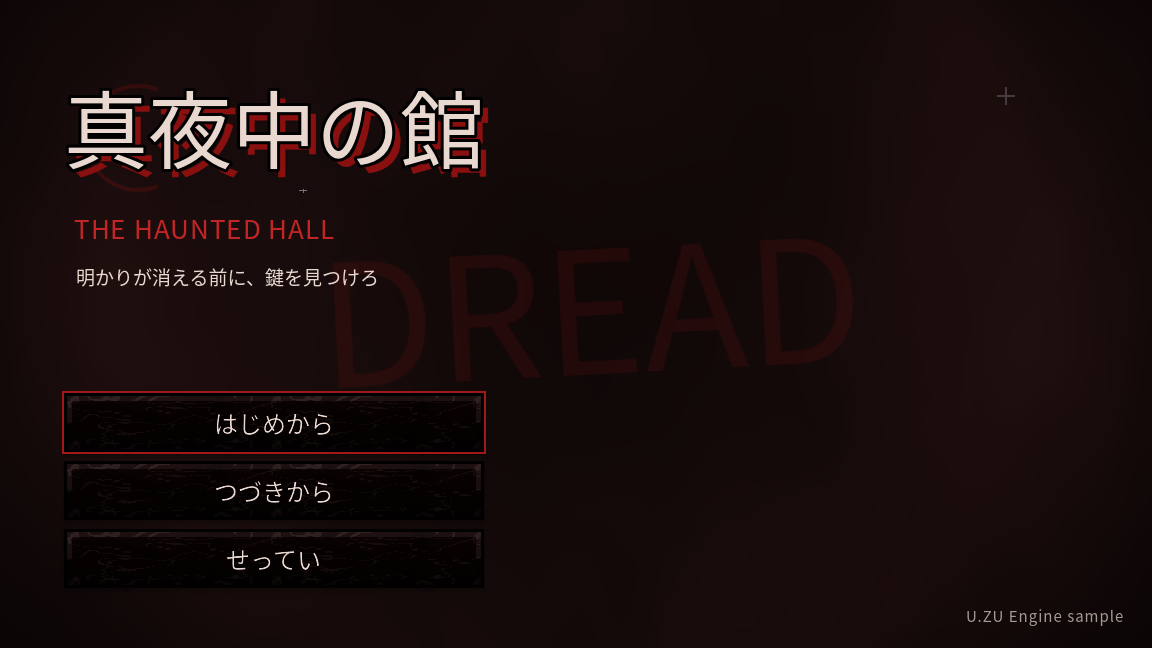 真夜中の館
THE HAUNTED HALL
明かりが消える前に、鍵を見つけろ
DREAD
はじめから
つづきから
せってい
U.ZU Engine sample